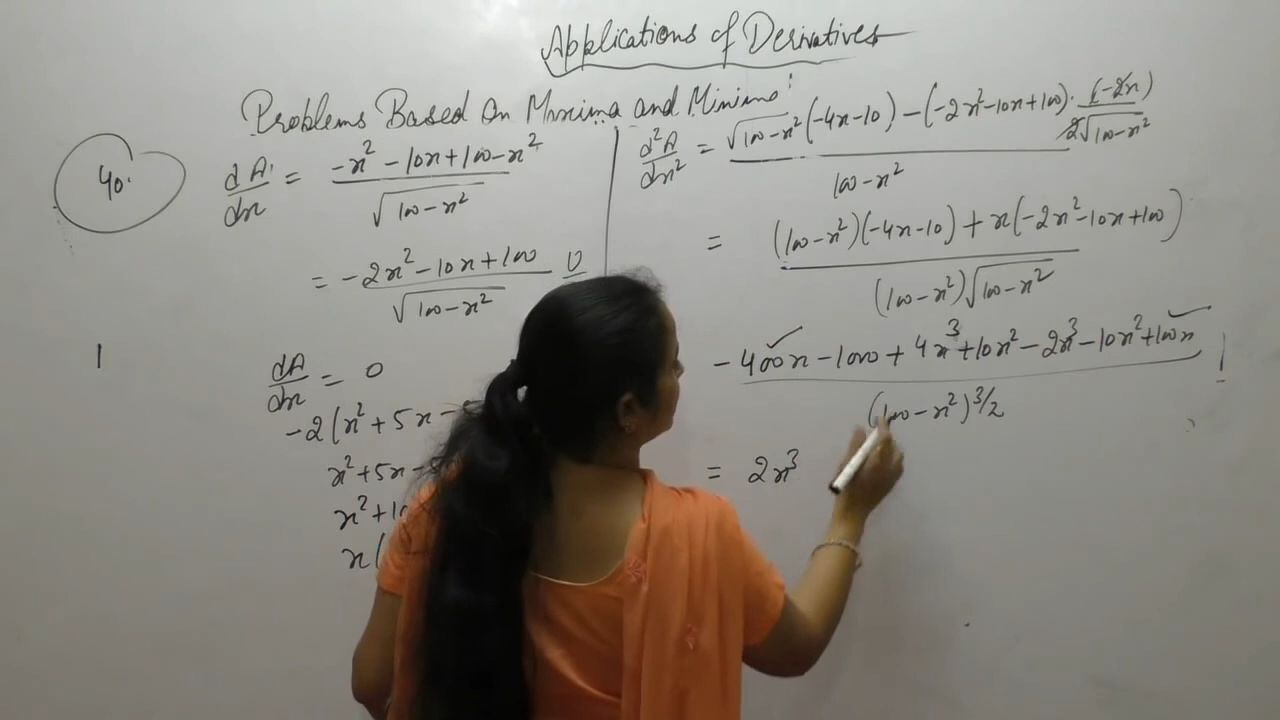 Applications of Derivatives
Problems Based On Maxima and Minima:
40.
dA/dx = (-x² - 10x + 100 - x²) / √(100 - x²)
= (-2x² - 10x + 100) / √(100 - x²)
dA/dx = 0
-2(x² + 5x -
x² + 5x -
x² + 10
x(
1
d²A/dx² = (√(100 - x²) (-4x - 10) - (-2x² - 10x + 100) · (-2x) / 2√(100 - x²)) / (100 - x²)
= ((100 - x²)(-4x - 10) + x(-2x² - 10x + 100)) / ((100 - x²)√(100 - x²))
(-400x - 1000 + 4x³ + 10x² - 2x³ - 10x² + 100x) / (100 - x²)^(3/2)
= 2x³